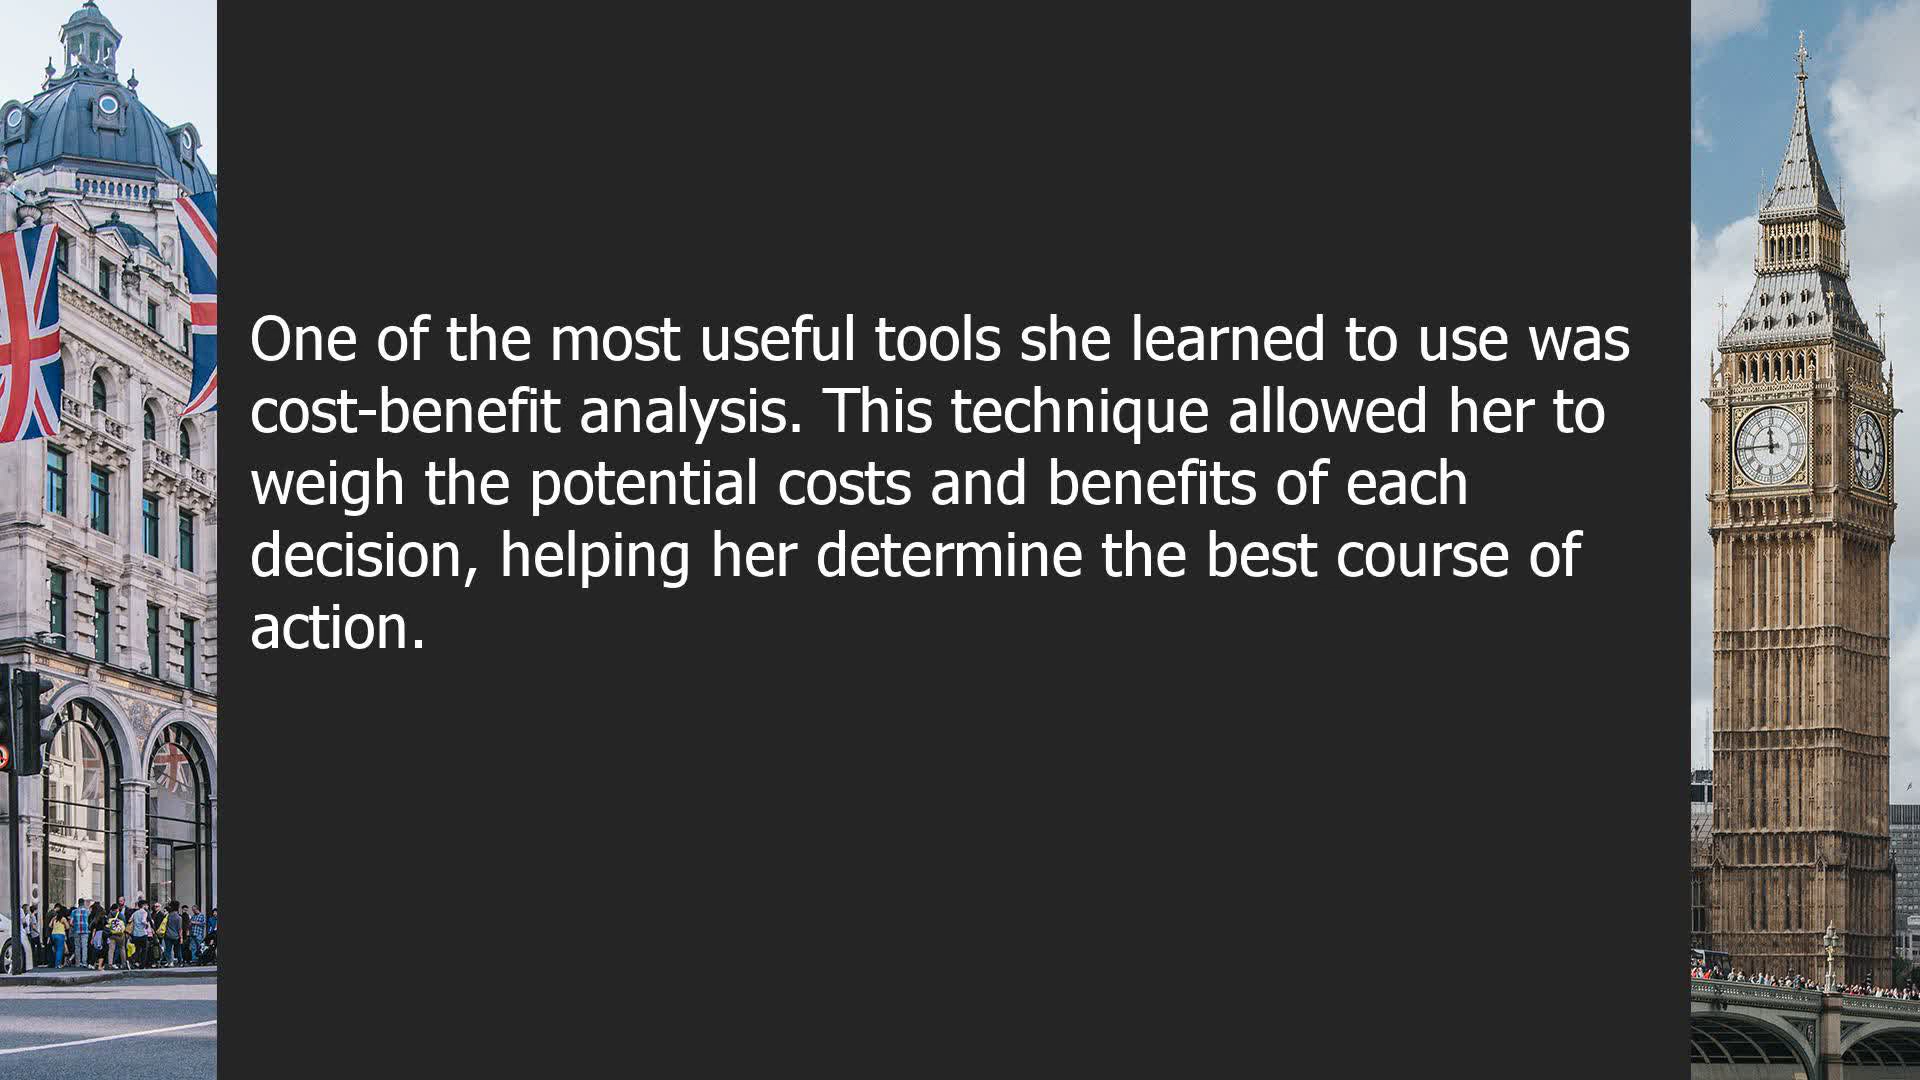 One of the most useful tools she learned to use was
cost-benefit analysis. This technique allowed her to
weigh the potential costs and benefits of each
decision, helping her determine the best course of
action.